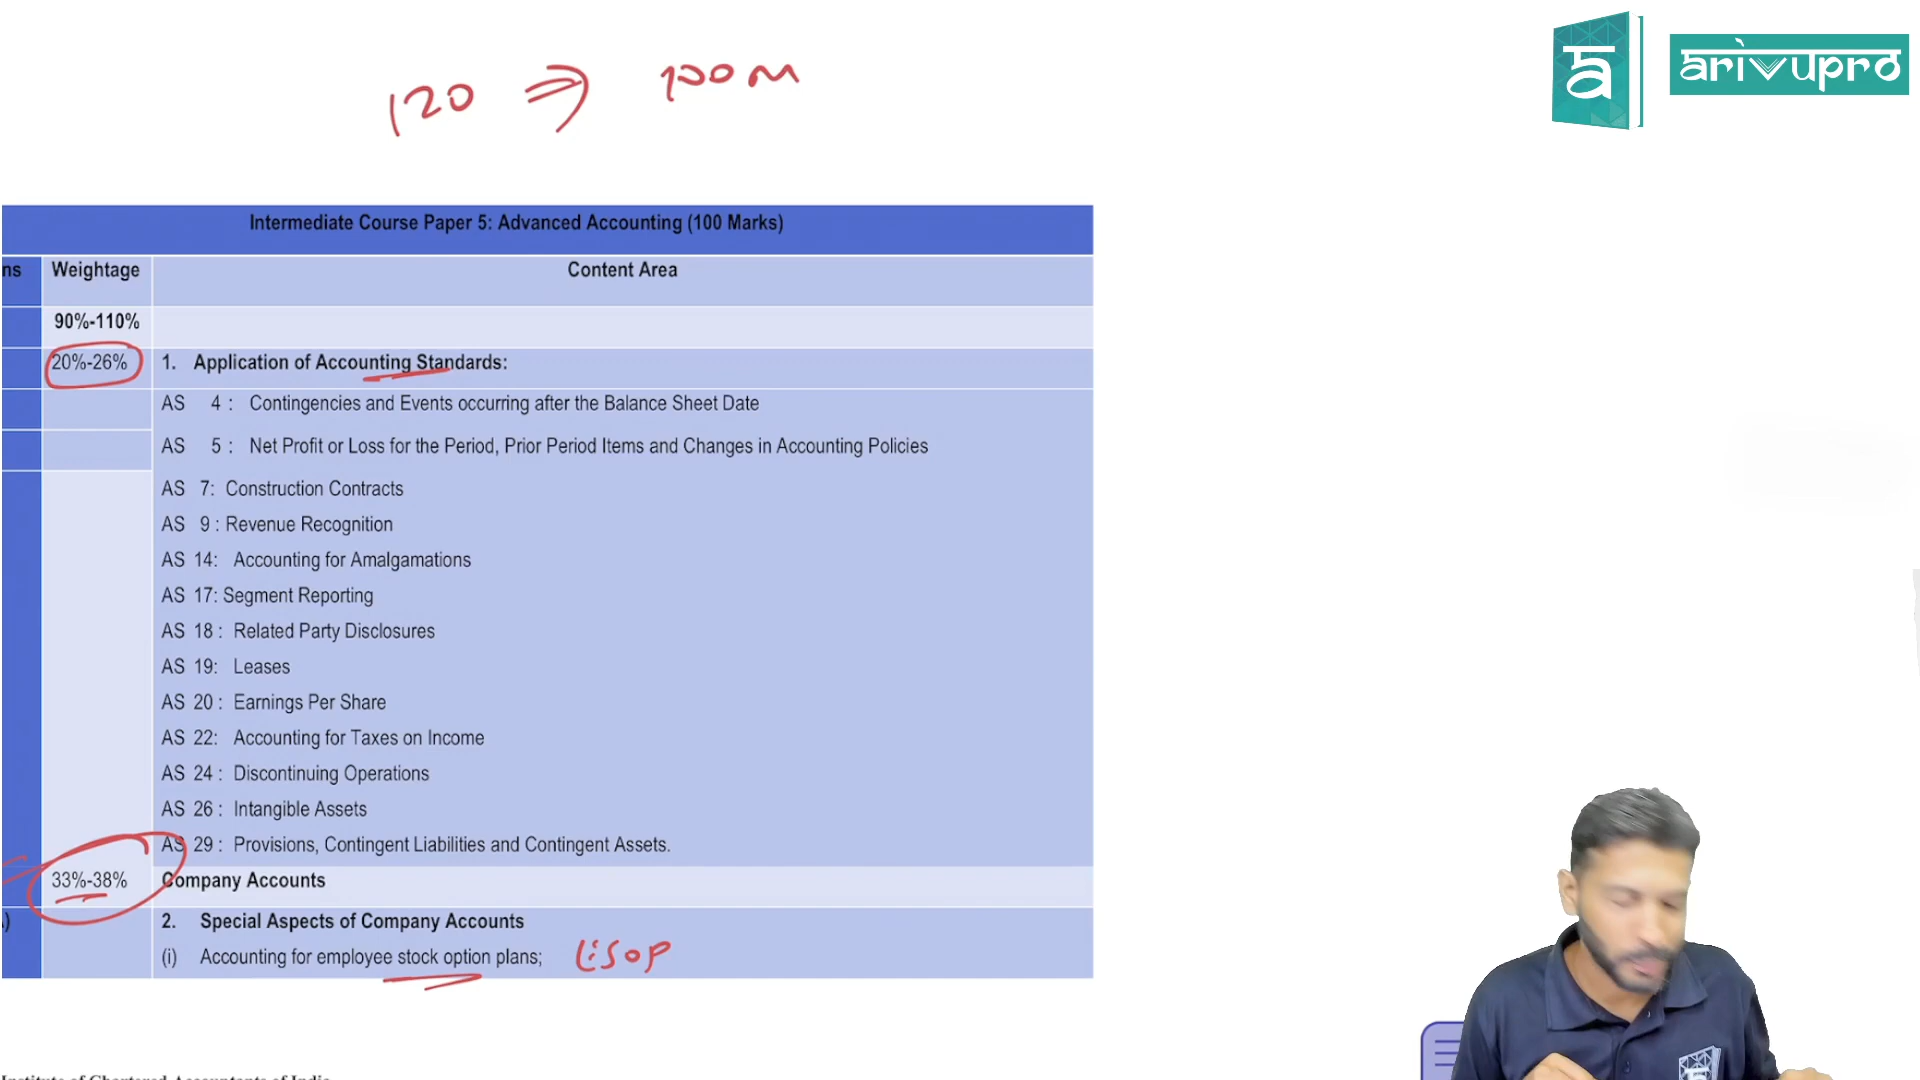 120 ⇒ 100 m
arivupro
Intermediate Course Paper 5: Advanced Accounting (100 Marks)
ns Weightage Content Area
90%-110%
20%-26% 1. Application of Accounting Standards:
AS 4 : Contingencies and Events occurring after the Balance Sheet Date
AS 5 : Net Profit or Loss for the Period, Prior Period Items and Changes in Accounting Policies
AS 7: Construction Contracts
AS 9 : Revenue Recognition
AS 14: Accounting for Amalgamations
AS 17: Segment Reporting
AS 18 : Related Party Disclosures
AS 19: Leases
AS 20 : Earnings Per Share
AS 22: Accounting for Taxes on Income
AS 24 : Discontinuing Operations
AS 26 : Intangible Assets
AS 29 : Provisions, Contingent Liabilities and Contingent Assets.
33%-38% Company Accounts
2. Special Aspects of Company Accounts
(i) Accounting for employee stock option plans; ESOP
Institute of Chartered Accountants of India